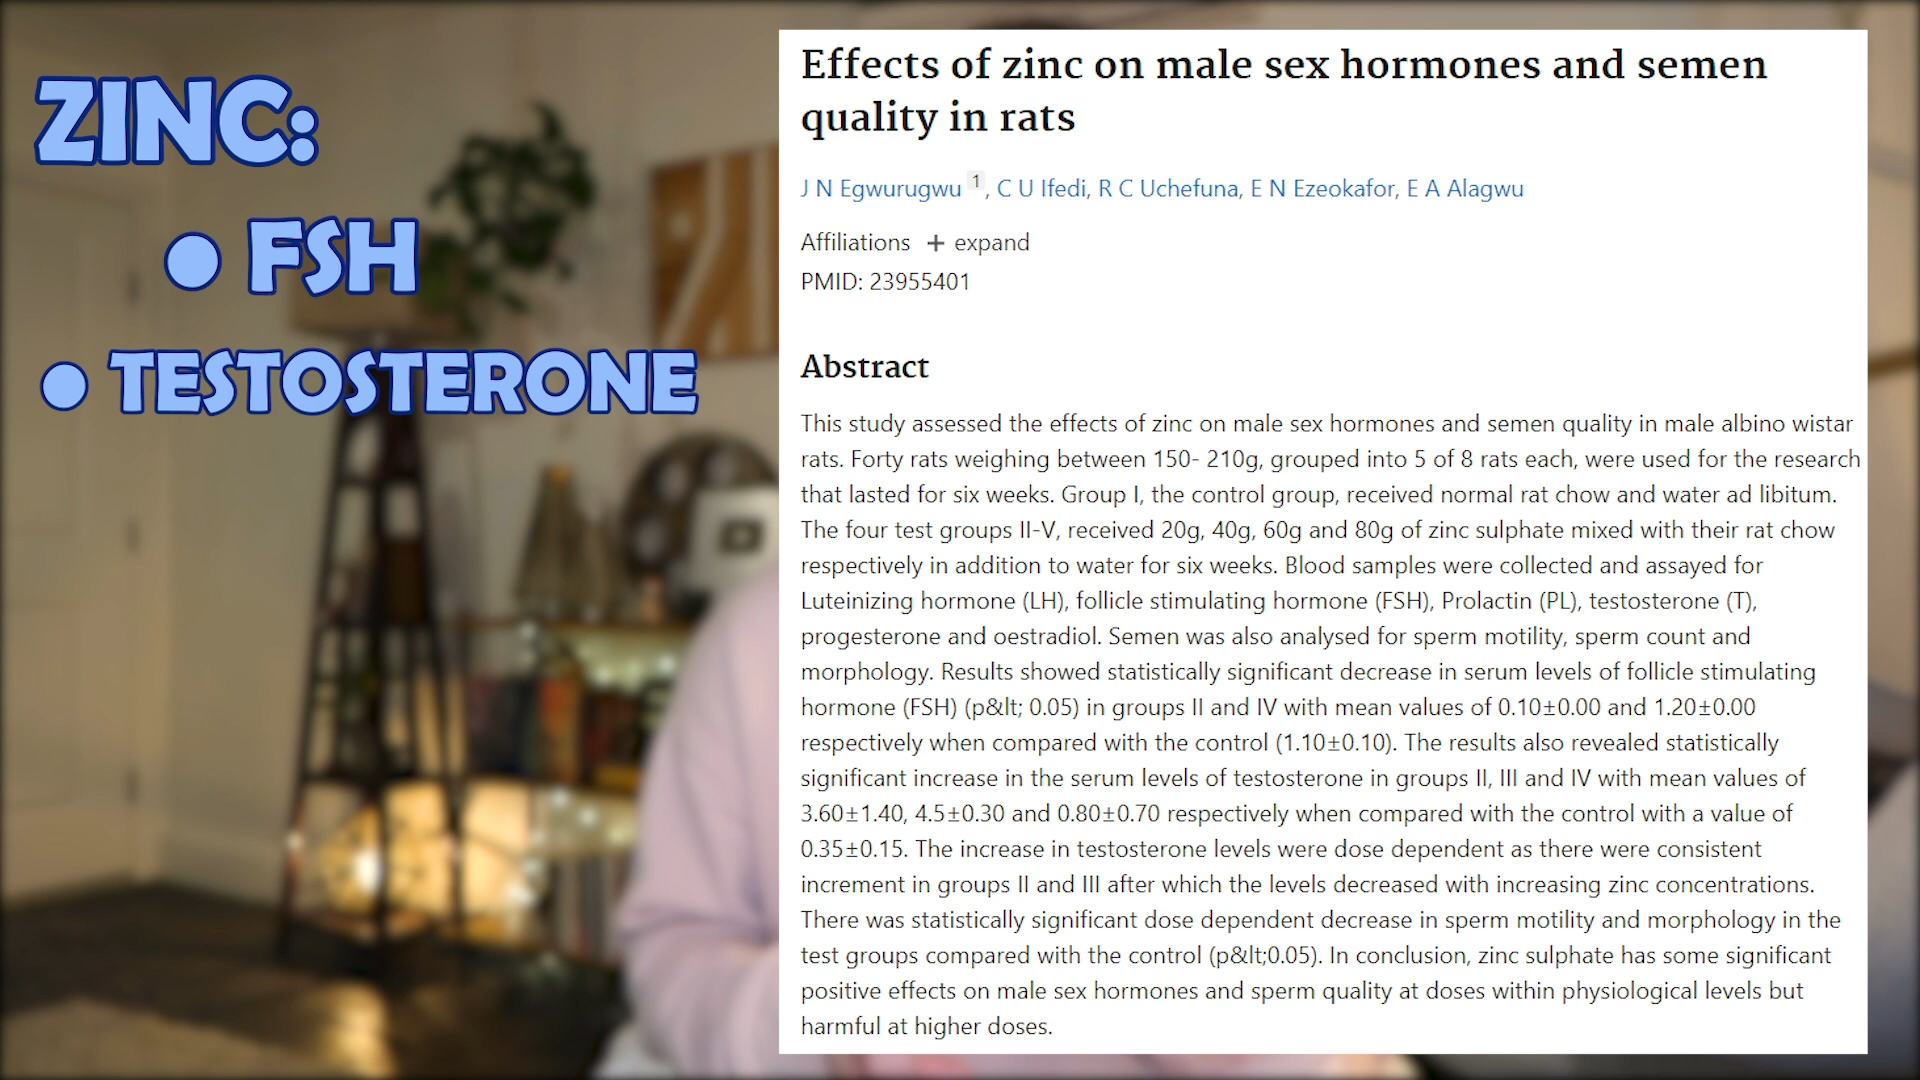 ZINC:
• FSH
• TESTOSTERONE
Effects of zinc on male sex hormones and semen
quality in rats
J N Egwurugwu 1, C U Ifedi, R C Uchefuna, E N Ezeokafor, E A Alagwu
Affiliations + expand
PMID: 23955401
Abstract
This study assessed the effects of zinc on male sex hormones and semen quality in male albino wistar
rats. Forty rats weighing between 150- 210g, grouped into 5 of 8 rats each, were used for the research
that lasted for six weeks. Group I, the control group, received normal rat chow and water ad libitum.
The four test groups II-V, received 20g, 40g, 60g and 80g of zinc sulphate mixed with their rat chow
respectively in addition to water for six weeks. Blood samples were collected and assayed for
Luteinizing hormone (LH), follicle stimulating hormone (FSH), Prolactin (PL), testosterone (T),
progesterone and oestradiol. Semen was also analysed for sperm motility, sperm count and
morphology. Results showed statistically significant decrease in serum levels of follicle stimulating
hormone (FSH) (p&lt; 0.05) in groups II and IV with mean values of 0.10±0.00 and 1.20±0.00
respectively when compared with the control (1.10±0.10). The results also revealed statistically
significant increase in the serum levels of testosterone in groups II, III and IV with mean values of
3.60±1.40, 4.5±0.30 and 0.80±0.70 respectively when compared with the control with a value of
0.35±0.15. The increase in testosterone levels were dose dependent as there were consistent
increment in groups II and III after which the levels decreased with increasing zinc concentrations.
There was statistically significant dose dependent decrease in sperm motility and morphology in the
test groups compared with the control (p&lt;0.05). In conclusion, zinc sulphate has some significant
positive effects on male sex hormones and sperm quality at doses within physiological levels but
harmful at higher doses.